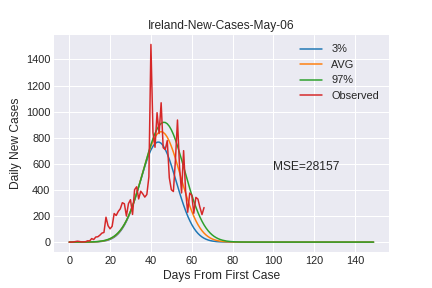 Ireland-New-Cases-May-06
Daily New Cases
1400
1200
1000
800
600
400
200
0
3%
AVG
97%
Observed
MSE=28157
0 20 40 60 80 100 120 140
Days From First Case